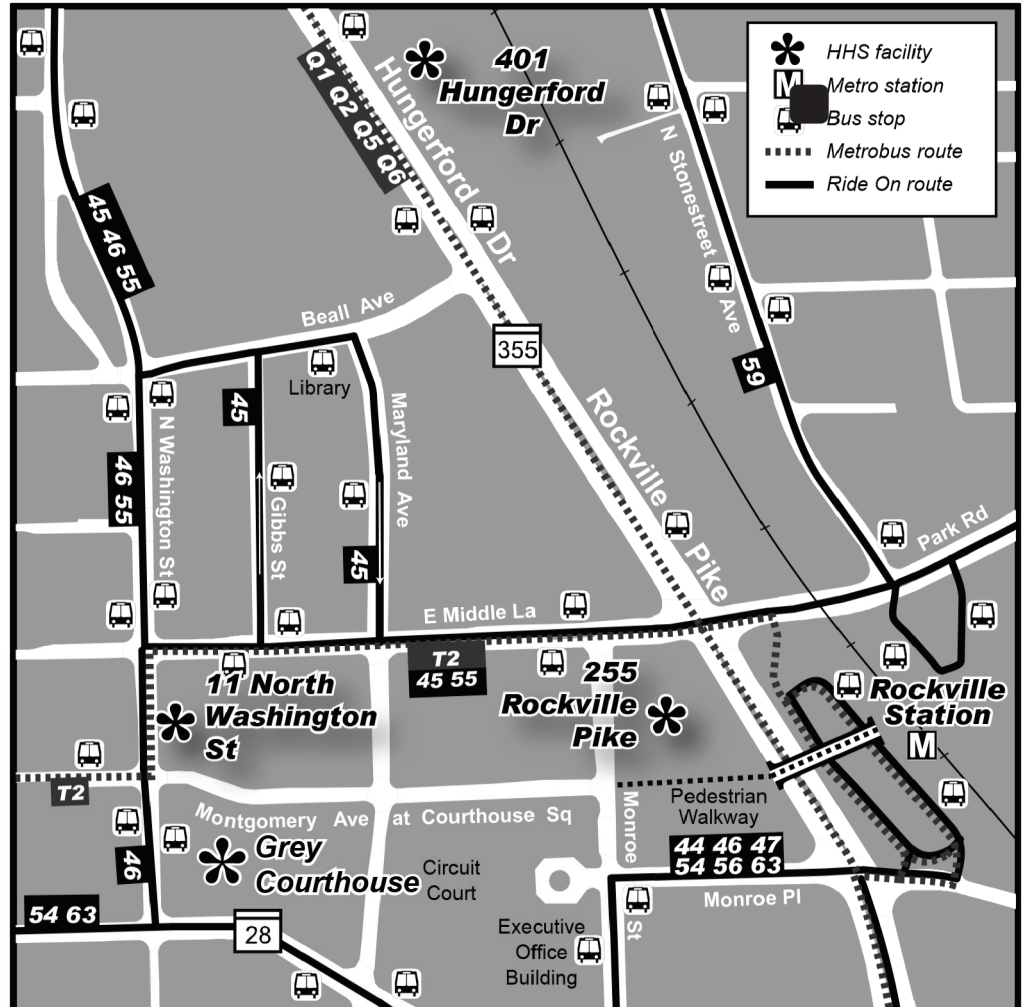 HHS facility
M
Metro station
Bus stop
Metrobus route
Ride On route
401
Hungerford
Dr
Q1 Q2 Q5 Q6
Hungerford Dr
N Stonestreet Ave
45 46 55
Beall Ave
355
59
Library
45
Maryland Ave
Rockville Pike
46 55
N Washington St
Gibbs St
45
Park Rd
E Middle La
T2
45 55
11 North
Washington
St
255
Rockville
Pike
Rockville
Station
M
T2
Montgomery Ave at Courthouse Sq
Pedestrian
Walkway
Monroe St
46
Grey
Courthouse
Circuit
Court
44 46 47
54 56 63
Monroe Pl
54 63
28
Executive
Office
Building